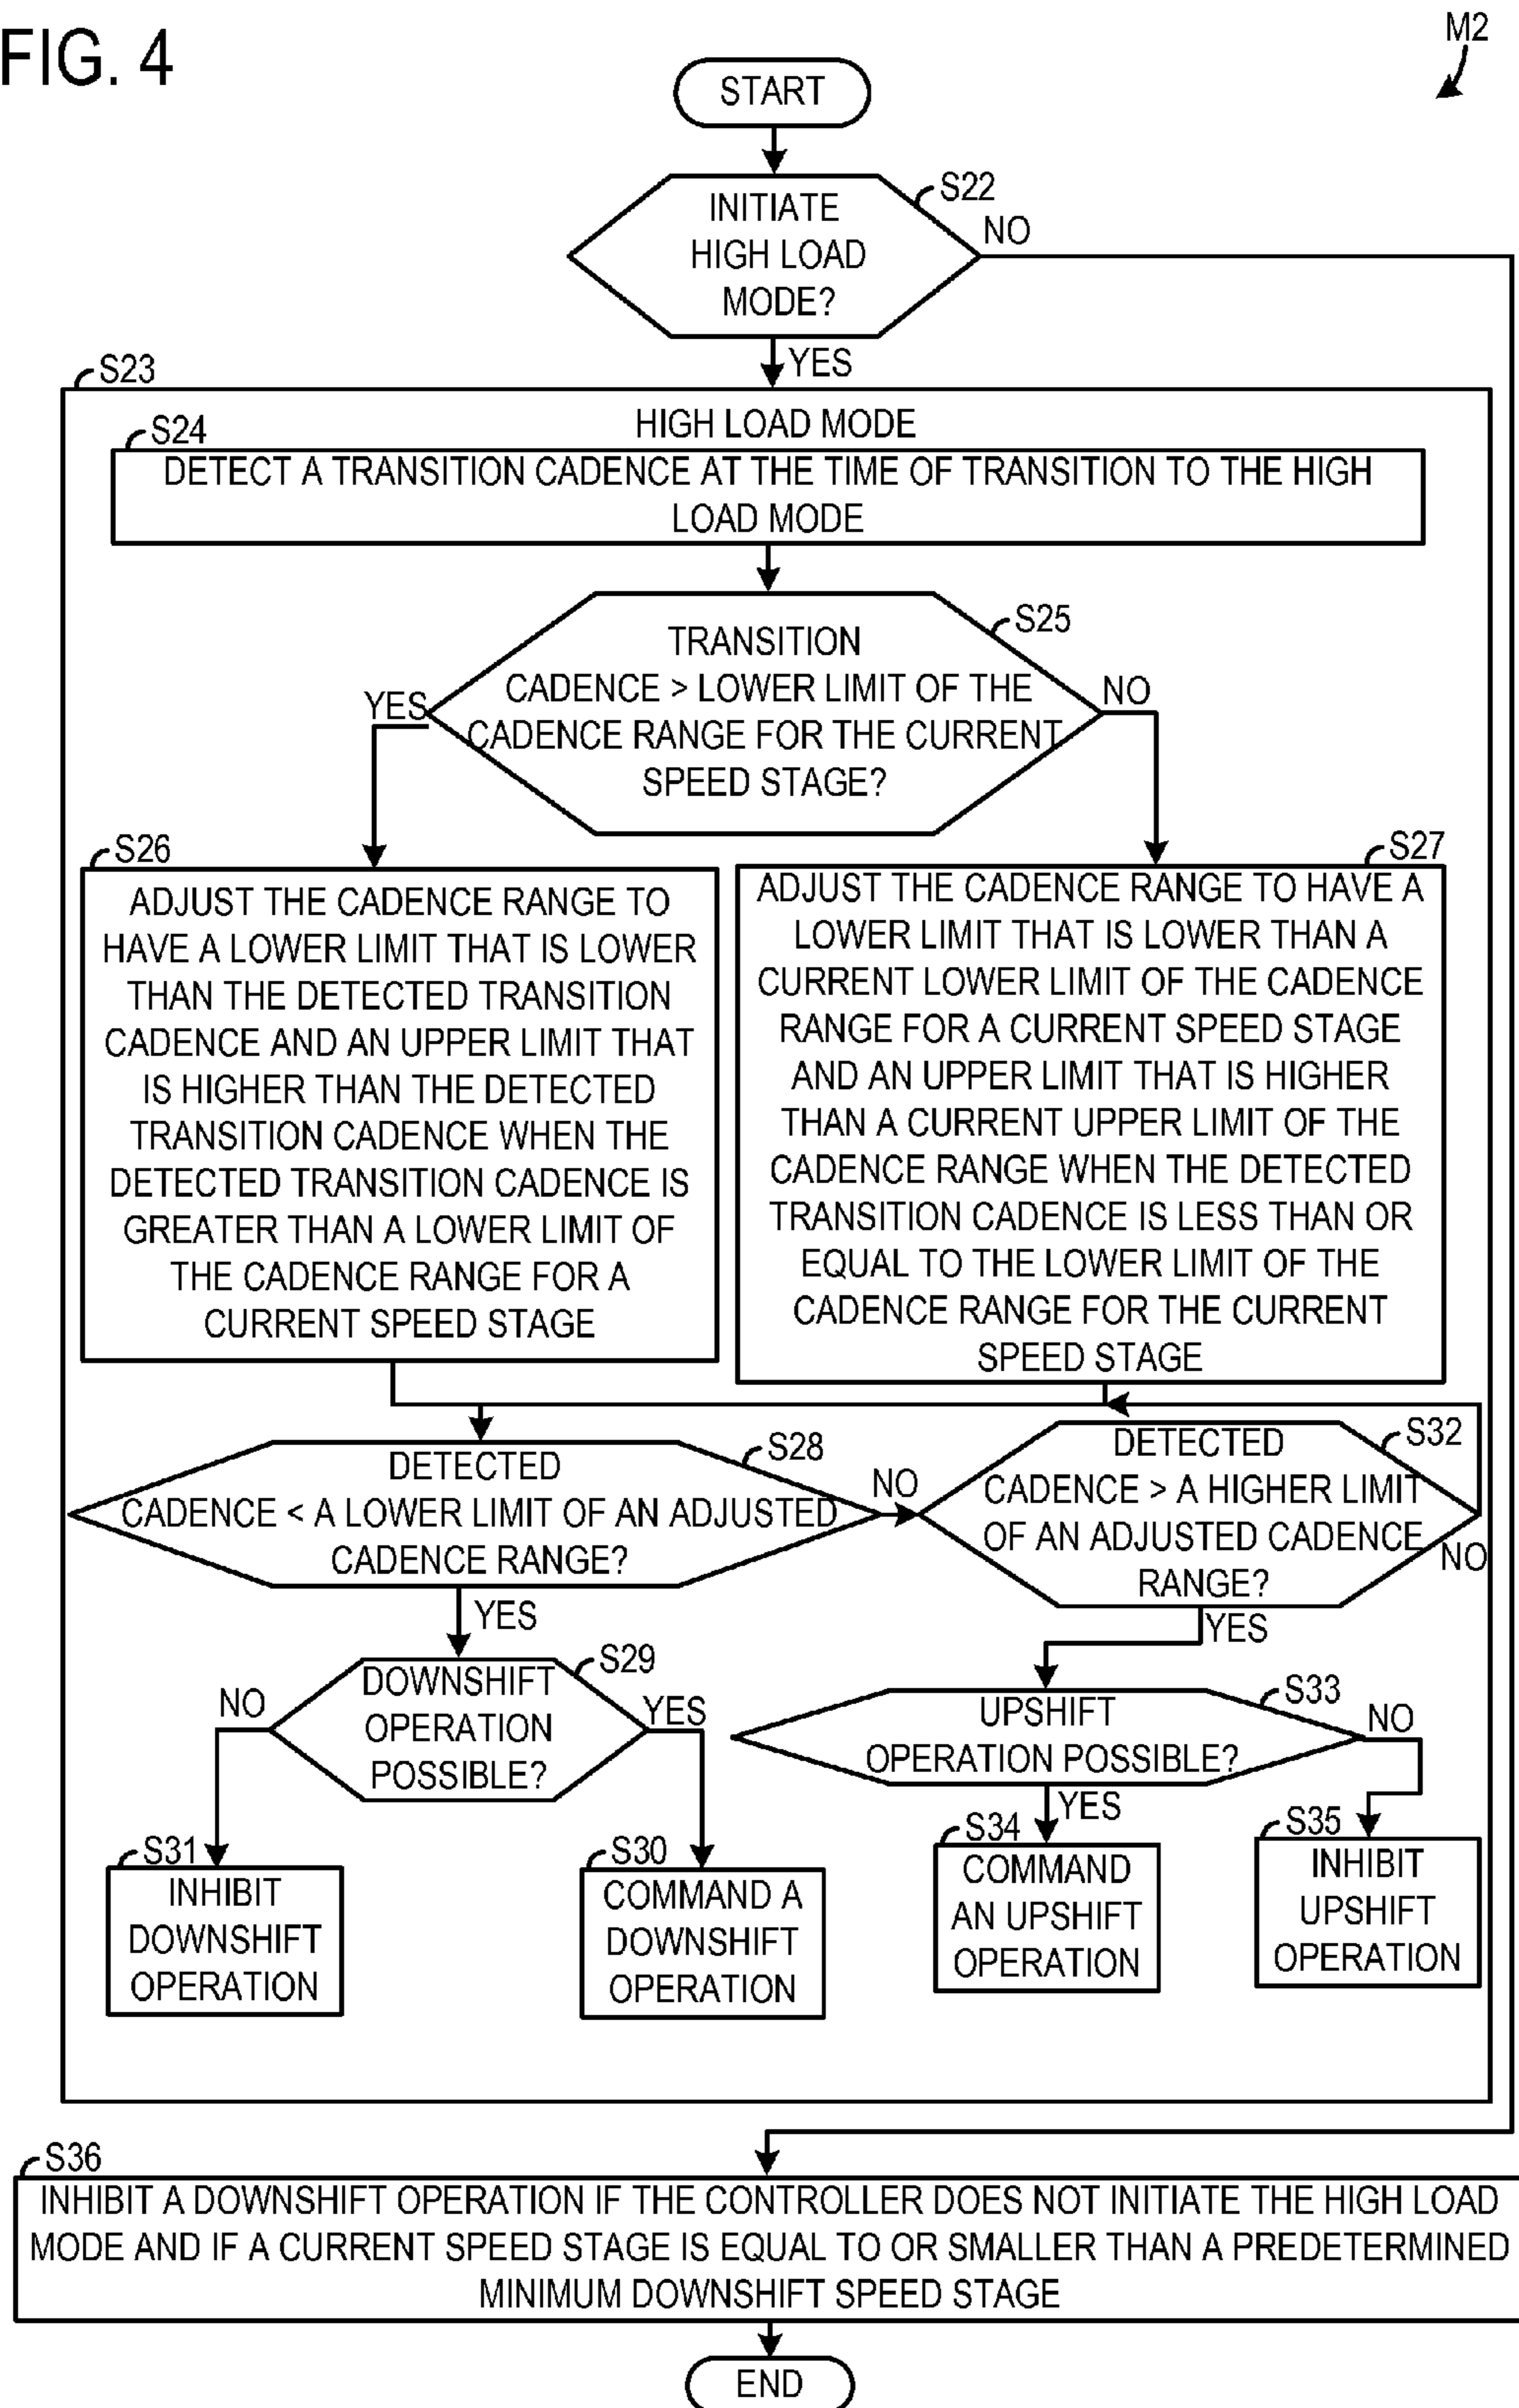 FIG. 4
M2
START
S22
INITIATE
HIGH LOAD
MODE?
NO
YES
S23
HIGH LOAD MODE
S24
DETECT A TRANSITION CADENCE AT THE TIME OF TRANSITION TO THE HIGH
LOAD MODE
S25
TRANSITION
CADENCE > LOWER LIMIT OF THE
CADENCE RANGE FOR THE CURRENT
SPEED STAGE?
YES
NO
S26
ADJUST THE CADENCE RANGE TO
HAVE A LOWER LIMIT THAT IS LOWER
THAN THE DETECTED TRANSITION
CADENCE AND AN UPPER LIMIT THAT
IS HIGHER THAN THE DETECTED
TRANSITION CADENCE WHEN THE
DETECTED TRANSITION CADENCE IS
GREATER THAN A LOWER LIMIT OF
THE CADENCE RANGE FOR A
CURRENT SPEED STAGE
S27
ADJUST THE CADENCE RANGE TO HAVE A
LOWER LIMIT THAT IS LOWER THAN A
CURRENT LOWER LIMIT OF THE CADENCE
RANGE FOR A CURRENT SPEED STAGE
AND AN UPPER LIMIT THAT IS HIGHER
THAN A CURRENT UPPER LIMIT OF THE
CADENCE RANGE WHEN THE DETECTED
TRANSITION CADENCE IS LESS THAN OR
EQUAL TO THE LOWER LIMIT OF THE
CADENCE RANGE FOR THE CURRENT
SPEED STAGE
S28
DETECTED
CADENCE < A LOWER LIMIT OF AN ADJUSTED
CADENCE RANGE?
NO
YES
S32
DETECTED
CADENCE > A HIGHER LIMIT
OF AN ADJUSTED CADENCE
RANGE?
NO
YES
S29
DOWNSHIFT
OPERATION
POSSIBLE?
NO
YES
S33
UPSHIFT
OPERATION POSSIBLE?
NO
YES
S31
INHIBIT
DOWNSHIFT
OPERATION
S30
COMMAND A
DOWNSHIFT
OPERATION
S34
COMMAND
AN UPSHIFT
OPERATION
S35
INHIBIT
UPSHIFT
OPERATION
S36
INHIBIT A DOWNSHIFT OPERATION IF THE CONTROLLER DOES NOT INITIATE THE HIGH LOAD
MODE AND IF A CURRENT SPEED STAGE IS EQUAL TO OR SMALLER THAN A PREDETERMINED
MINIMUM DOWNSHIFT SPEED STAGE
END